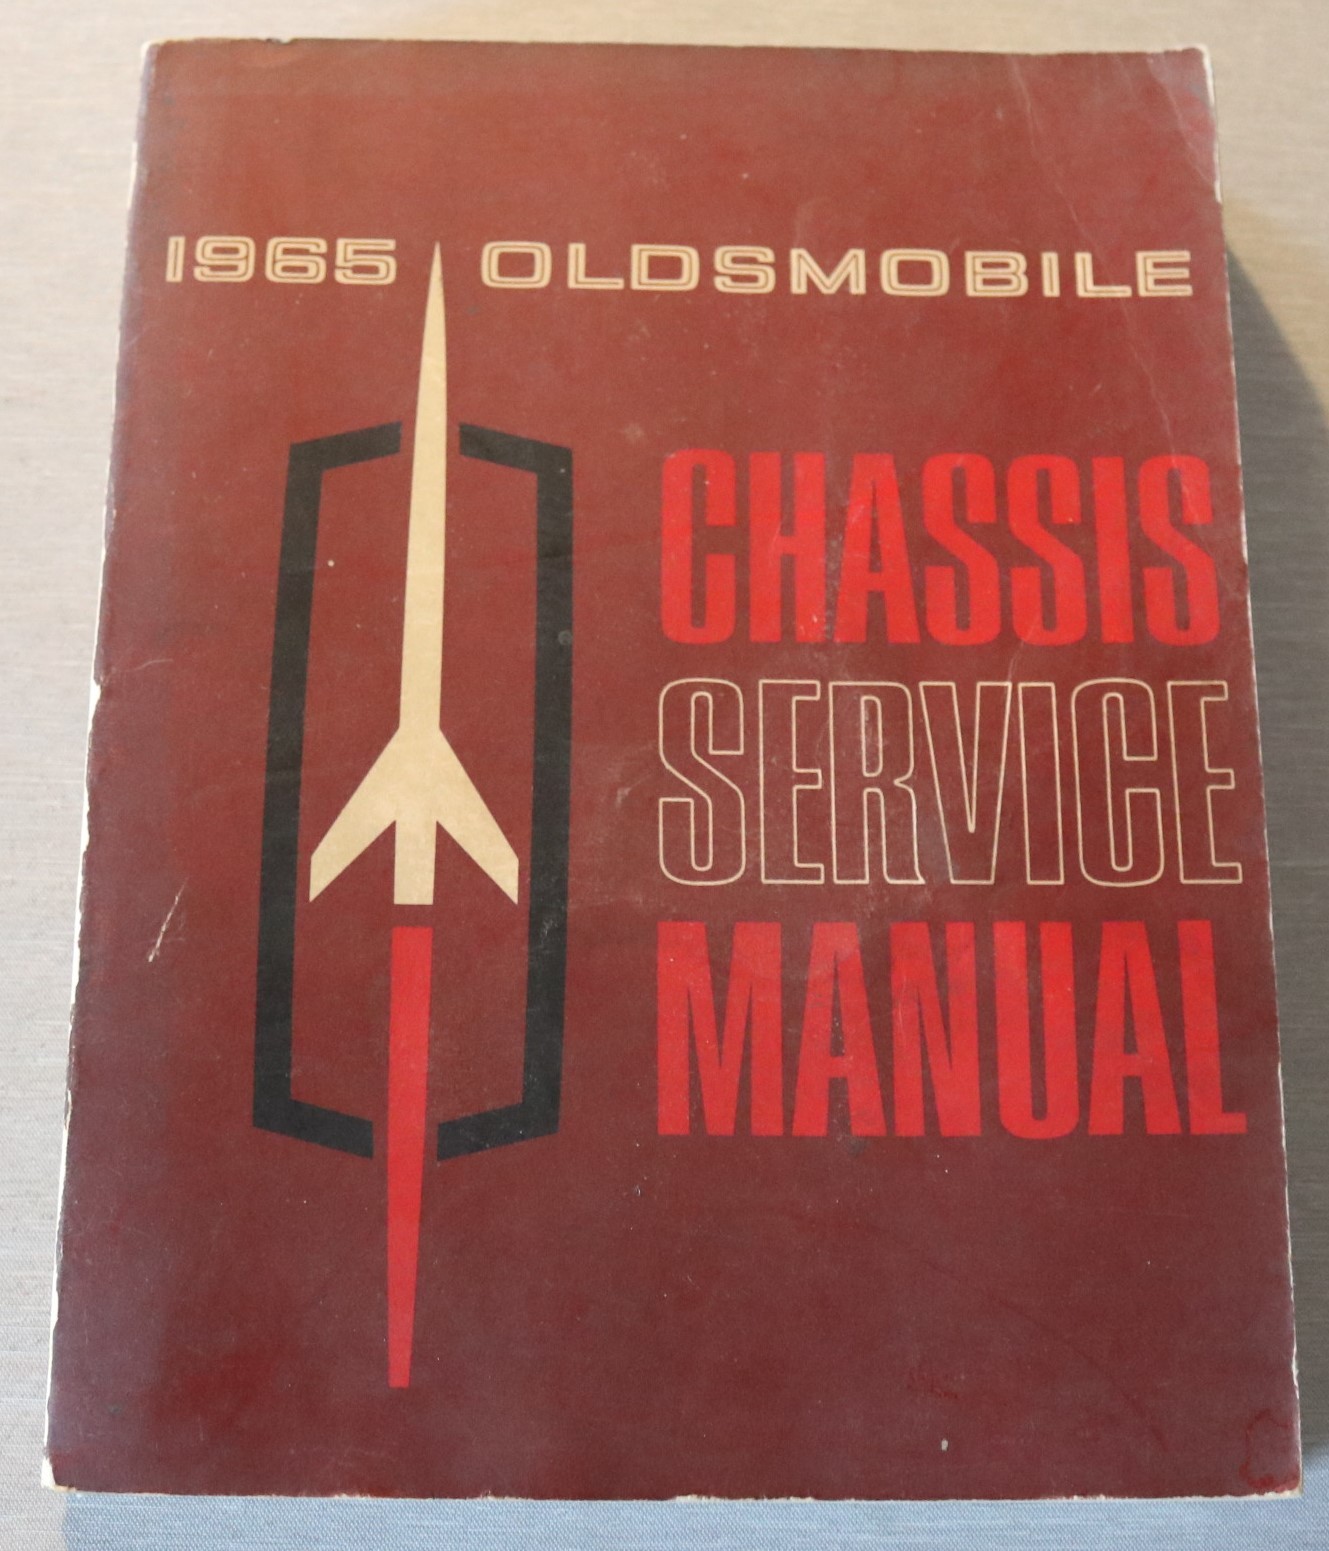 1965 OLDSMOBILE
CHASSIS
SERVICE
MANUAL